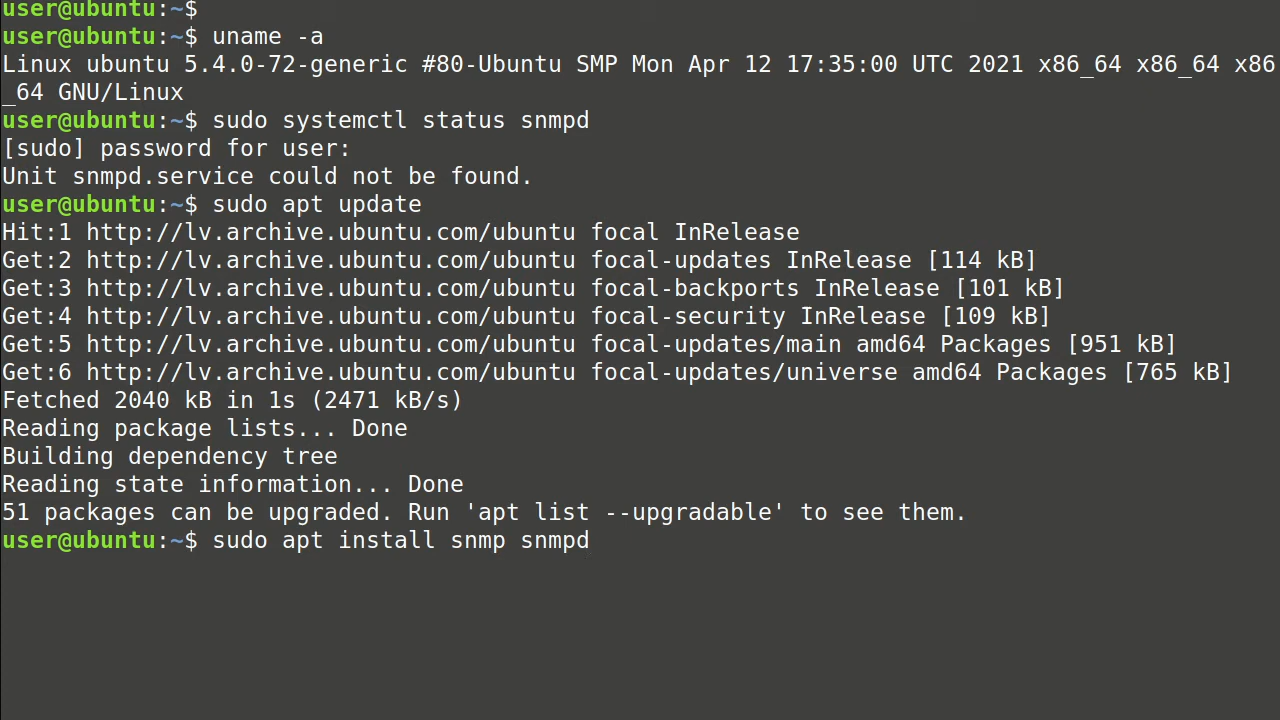 user@ubuntu:~$
user@ubuntu:~$ uname -a
Linux ubuntu 5.4.0-72-generic #80-Ubuntu SMP Mon Apr 12 17:35:00 UTC 2021 x86_64 x86_64 x86
_64 GNU/Linux
user@ubuntu:~$ sudo systemctl status snmpd
[sudo] password for user:
Unit snmpd.service could not be found.
user@ubuntu:~$ sudo apt update
Hit:1 http://lv.archive.ubuntu.com/ubuntu focal InRelease
Get:2 http://lv.archive.ubuntu.com/ubuntu focal-updates InRelease [114 kB]
Get:3 http://lv.archive.ubuntu.com/ubuntu focal-backports InRelease [101 kB]
Get:4 http://lv.archive.ubuntu.com/ubuntu focal-security InRelease [109 kB]
Get:5 http://lv.archive.ubuntu.com/ubuntu focal-updates/main amd64 Packages [951 kB]
Get:6 http://lv.archive.ubuntu.com/ubuntu focal-updates/universe amd64 Packages [765 kB]
Fetched 2040 kB in 1s (2471 kB/s)
Reading package lists... Done
Building dependency tree
Reading state information... Done
51 packages can be upgraded. Run 'apt list --upgradable' to see them.
user@ubuntu:~$ sudo apt install snmp snmpd